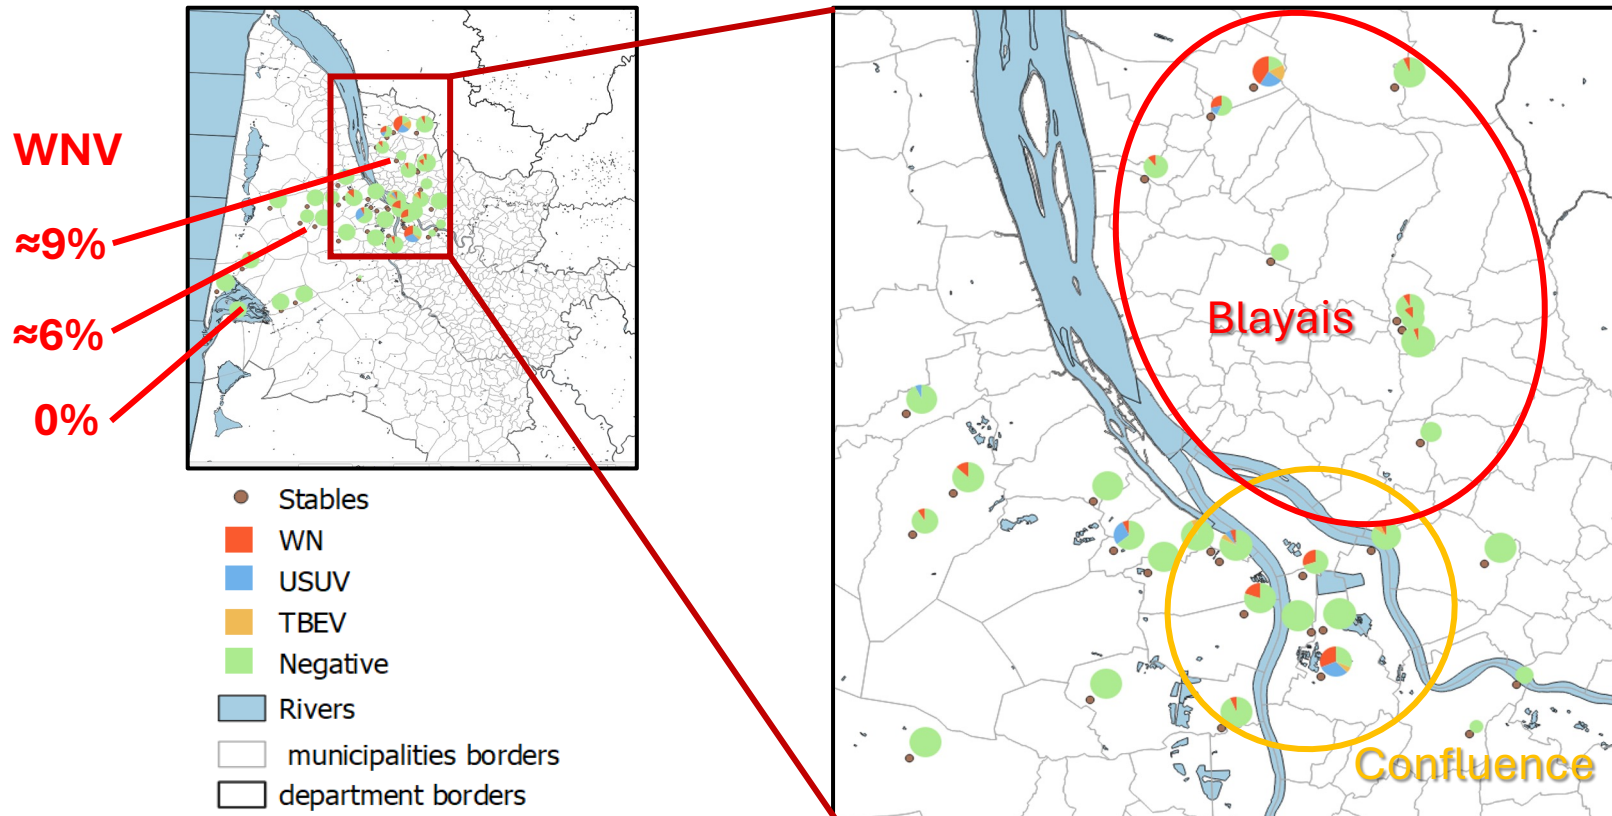 WNV
≈9%
≈6%
0%
Stables
WN
USUV
TBEV
Negative
Rivers
municipalities borders
department borders
Blayais
Confluence